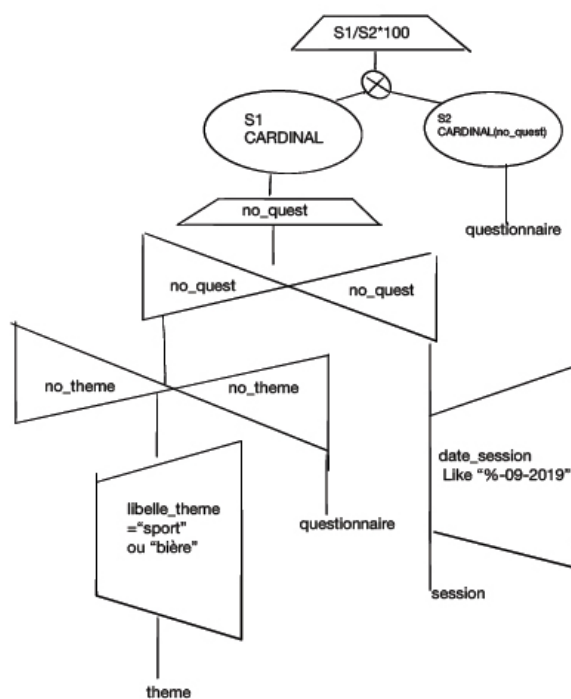 S1/S2*100
S1
CARDINAL
S2
CARDINAL(no_quest)
no_quest
questionnaire
no_quest
no_quest
no_theme
no_theme
date_session
Like "%-09-2019"
libelle_theme
="sport"
ou "bière"
questionnaire
session
theme